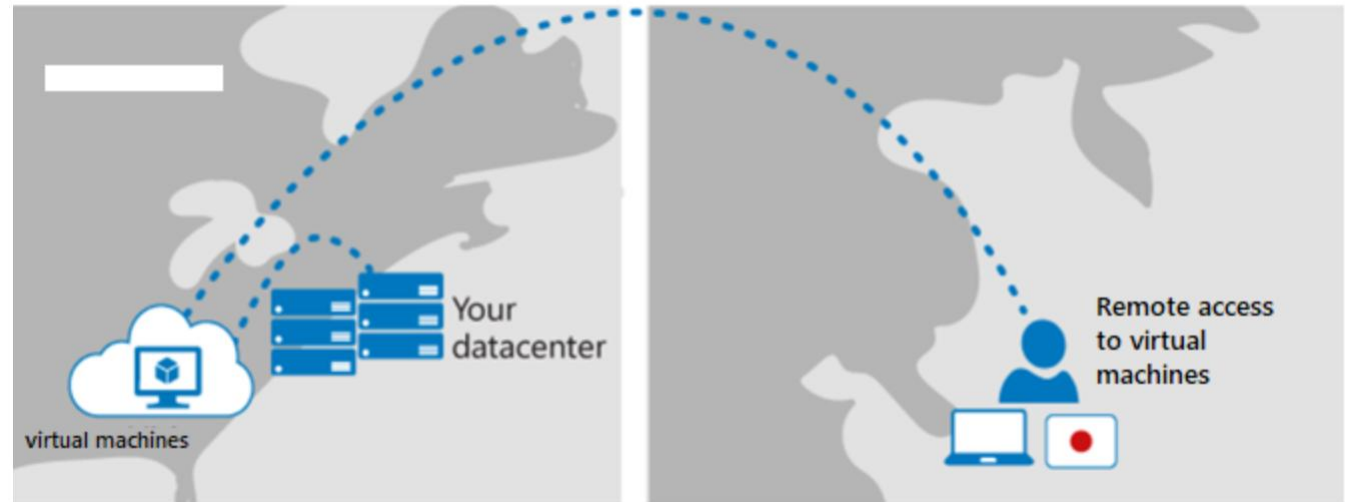 Your
datacenter
virtual machines
Remote access
to virtual
machines